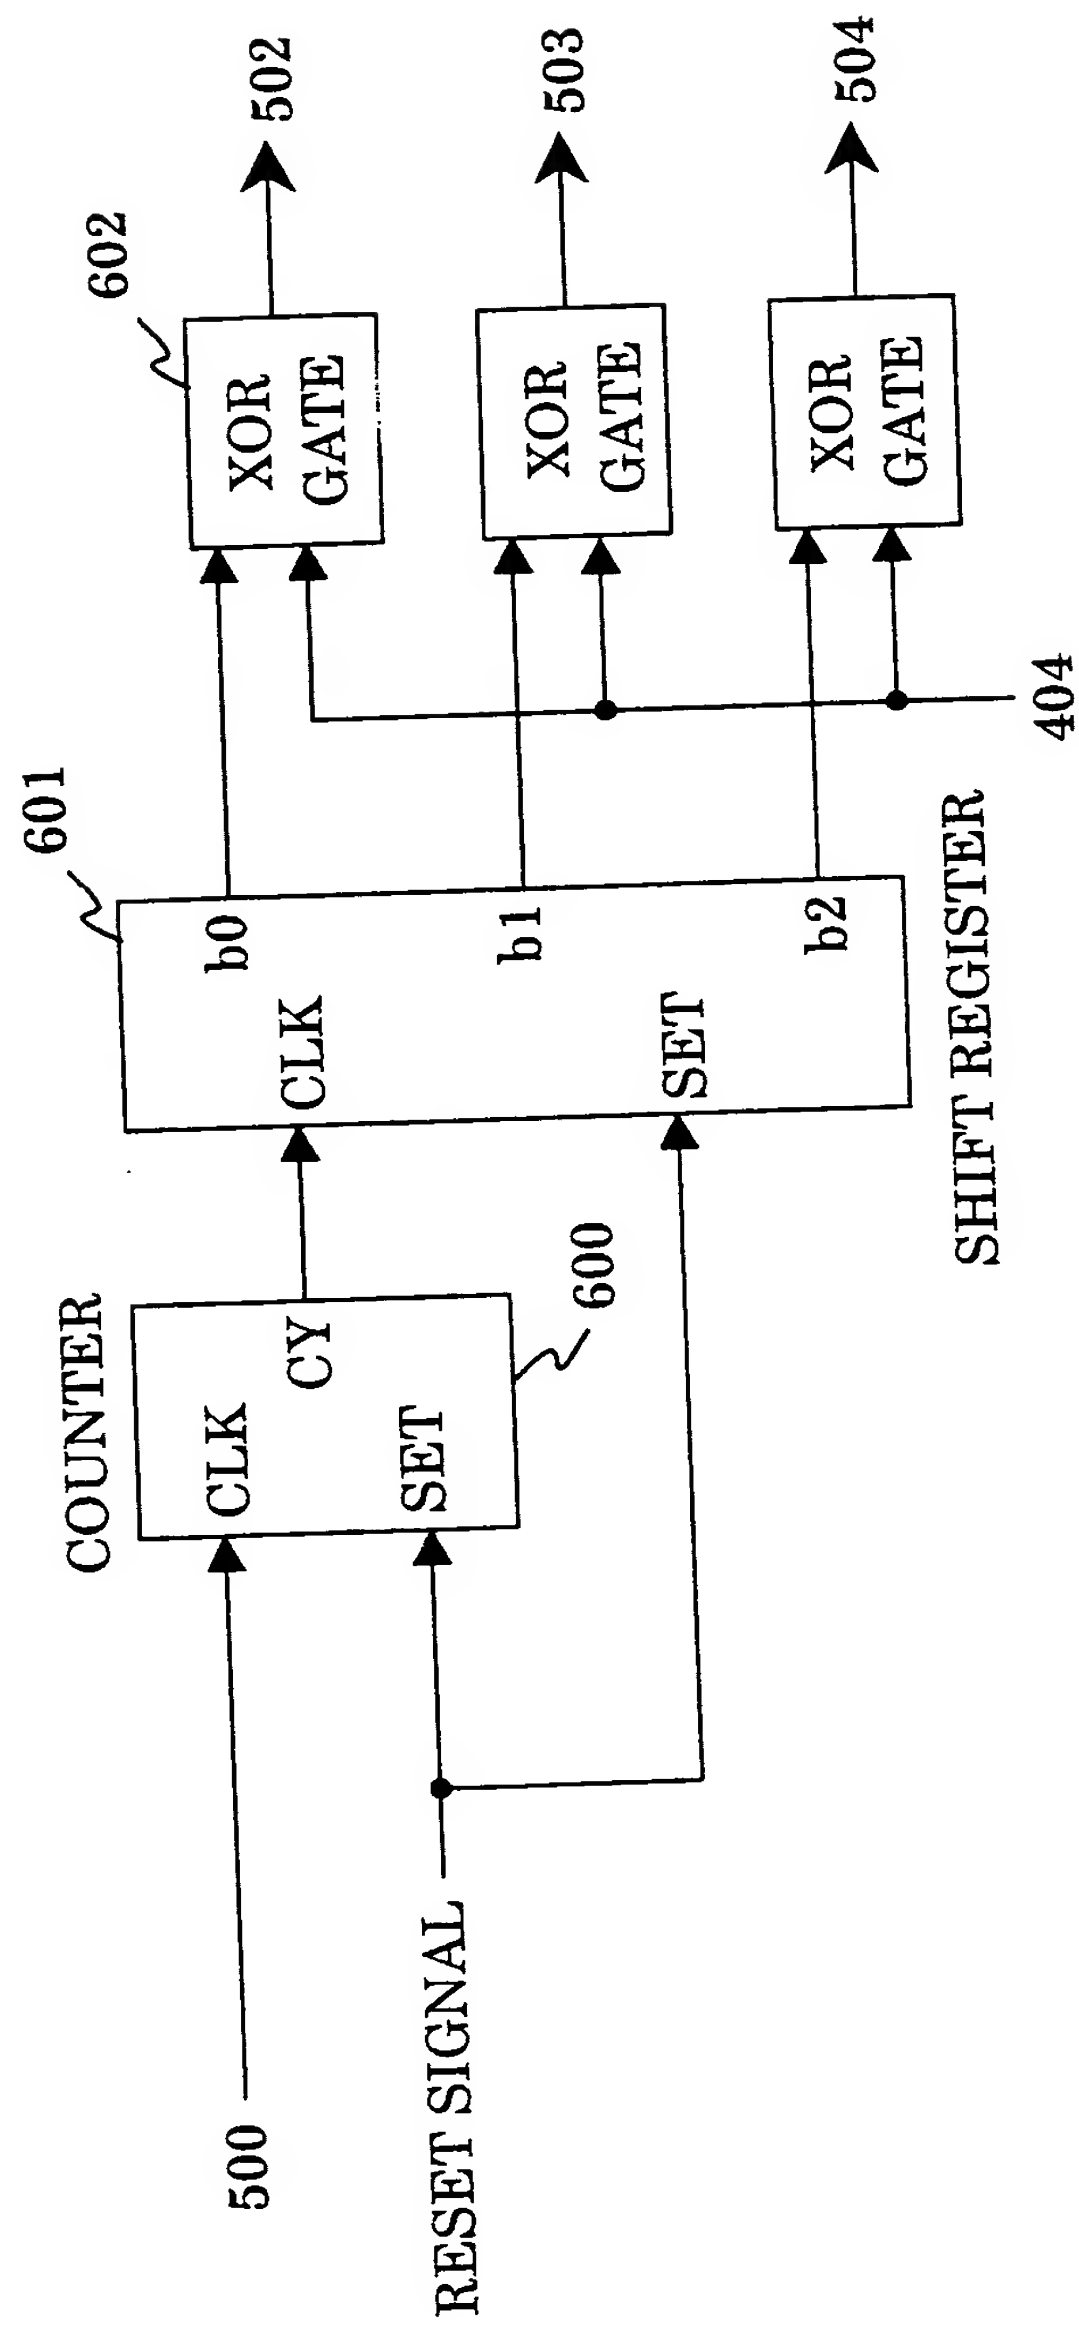 500
RESET SIGNAL
COUNTER
CLK
CY
SET
600
601
CLK
SET
b0
b1
b2
SHIFT REGISTER
404
602
XOR
GATE
XOR
GATE
XOR
GATE
502
503
504